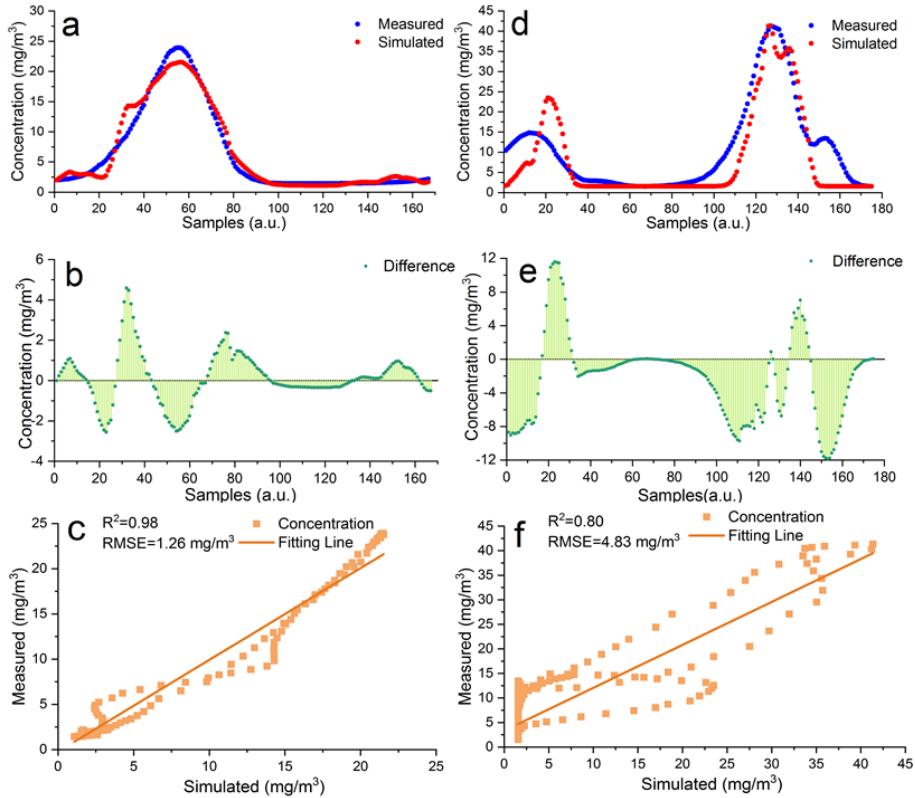 a
Measured
Simulated
Concentration (mg/m³)
30
25
20
15
10
5
0
0 20 40 60 80 100 120 140 160
Samples (a.u.)
d
Measured
Simulated
Concentration (mg/m³)
45
40
35
30
25
20
15
10
5
0
0 20 40 60 80 100 120 140 160 180
Samples (a.u.)
b
Difference
Concentration (mg/m³)
6
4
2
0
-2
-4
0 20 40 60 80 100 120 140 160
Samples (a.u.)
e
Difference
Concentration (mg/m³)
12
8
4
0
-4
-8
-12
0 20 40 60 80 100 120 140 160 180
Samples(a.u.)
c
R²=0.98
RMSE=1.26 mg/m³
Concentration
Fitting Line
Measured (mg/m³)
25
20
15
10
5
0
0 5 10 15 20 25
Simulated (mg/m³)
f
R²=0.80
RMSE=4.83 mg/m³
Concentration
Fitting Line
Measured (mg/m³)
45
40
35
30
25
20
15
10
5
0
0 5 10 15 20 25 30 35 40 45
Simulated (mg/m³)